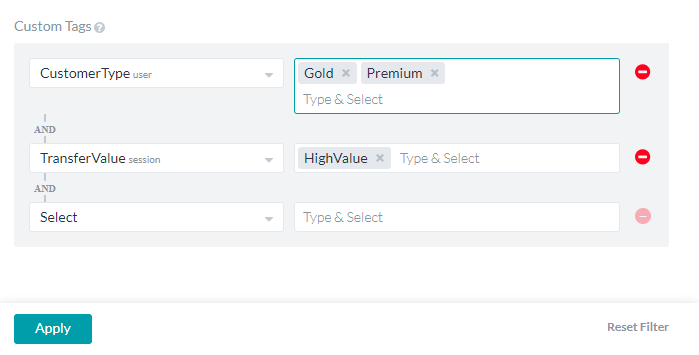 Custom Tags ?
CustomerType user
Gold × Premium ×
Type & Select
AND
TransferValue session
HighValue × Type & Select
AND
Select
Type & Select
Apply
Reset Filter